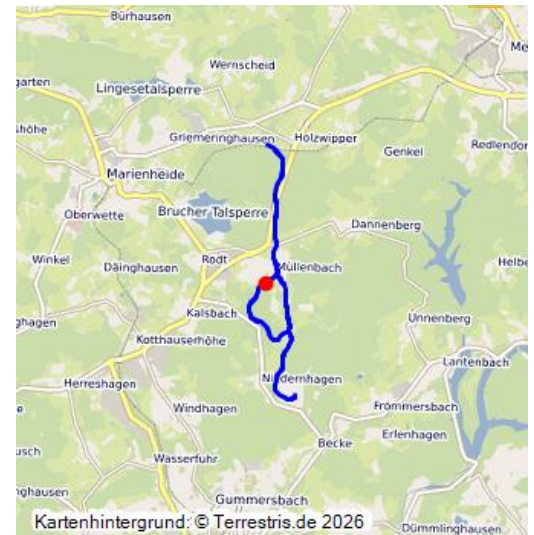 Bürhausen
Me
Wernscheid
garten
Lingesetalsperre
shöhe
Griemeringhausen
Holzwipper
Redlendor
Genkel
Marienheide
Oberwette
Brucher Talsperre
Dannenberg
Winkel
Rodt
Däinghausen
Müllenbach
Helbe
Kalsbach
Unnenberg
ghagen
Kotthauserhöhe
Lantenbach
Herreshagen
Niedernhagen
Windhagen
Frömmersbach
e
Erlenhagen
Becke
usch
Wasserfuhr
nghausen
Gummersbach
Kartenhintergrund: © Terrestris.de 2026
Dümmlinghausen